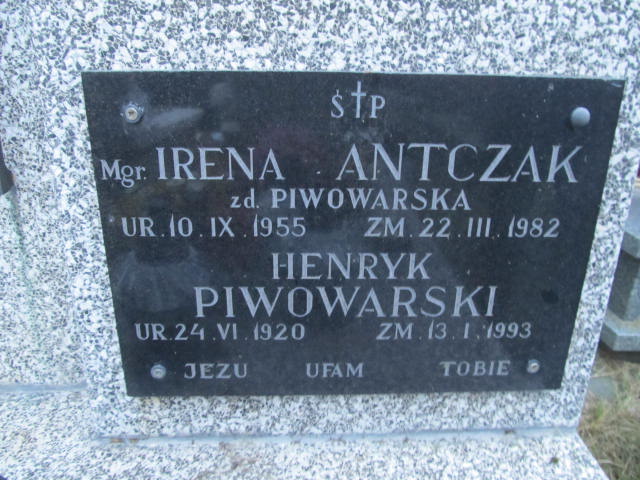 Ś†P
Mgr. IRENA ANTCZAK
zd. PIWOWARSKA
UR. 10. IX. 1955 ZM. 22. III. 1982
HENRYK
PIWOWARSKI
UR. 24. VI. 1920 ZM. 13. I. 1993
JEZU UFAM TOBIE